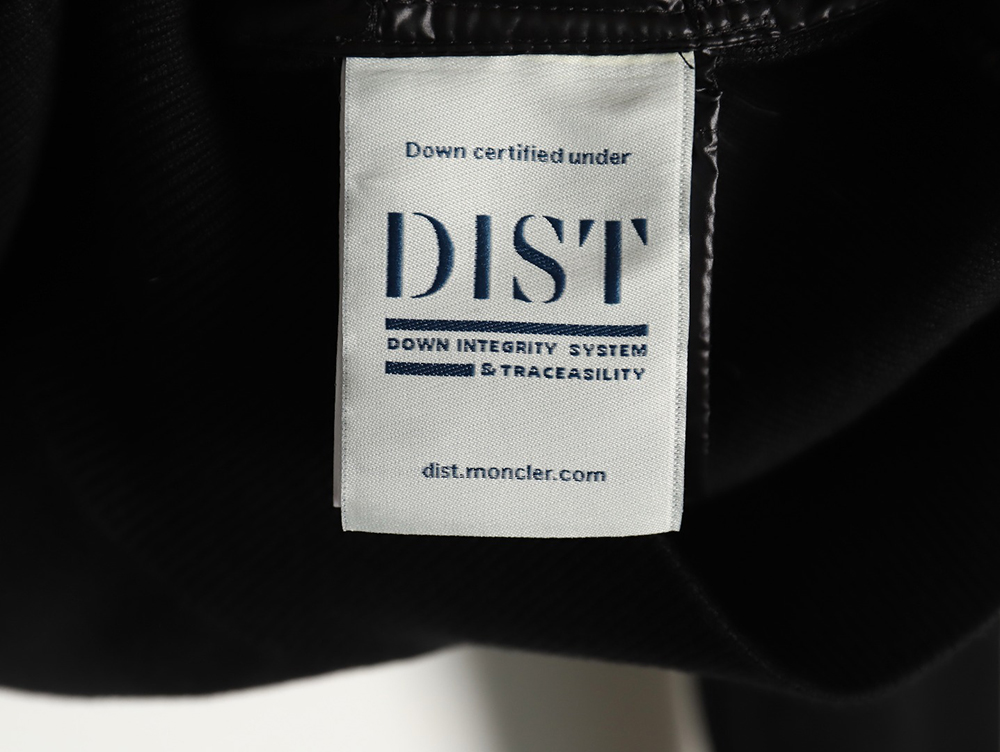 Down certified under
DIST
DOWN INTEGRITY SYSTEM
& TRACEASILITY
dist.moncler.com